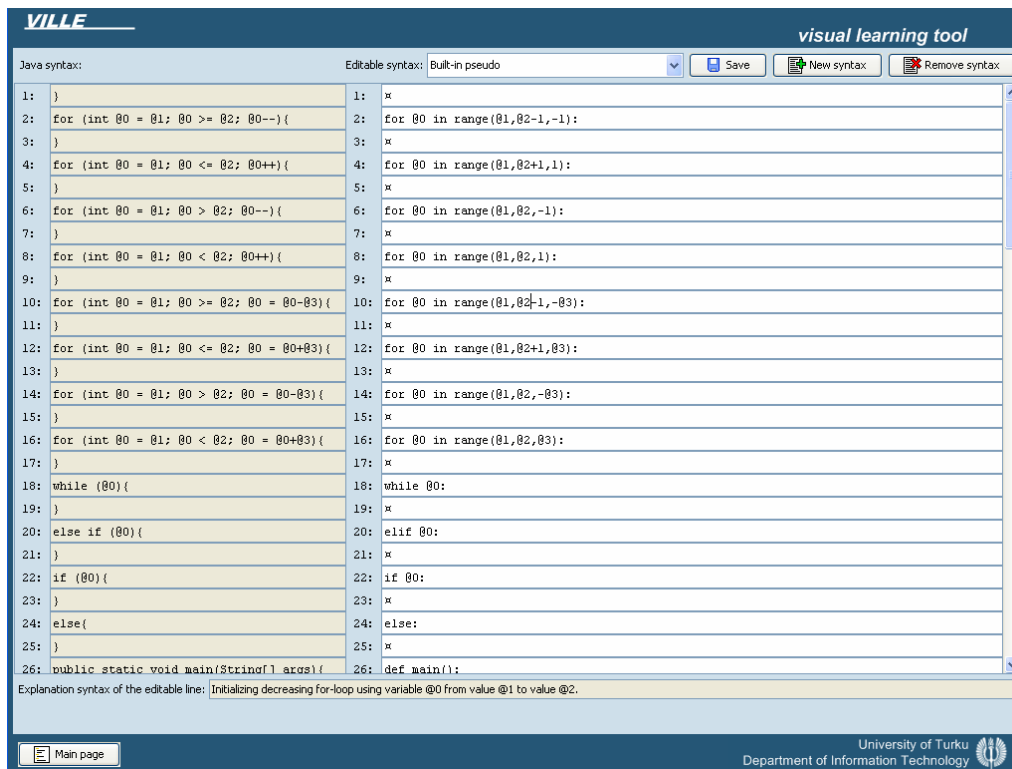 VILLE
visual learning tool
Java syntax: Editable syntax: Built-in pseudo Save New syntax Remove syntax
1: } 1: ¤
2: for (int @0 = @1; @0 >= @2; @0--){ 2: for @0 in range(@1,@2-1,-1):
3: } 3: ¤
4: for (int @0 = @1; @0 <= @2; @0++){ 4: for @0 in range(@1,@2+1,1):
5: } 5: ¤
6: for (int @0 = @1; @0 > @2; @0--){ 6: for @0 in range(@1,@2,-1):
7: } 7: ¤
8: for (int @0 = @1; @0 < @2; @0++){ 8: for @0 in range(@1,@2,1):
9: } 9: ¤
10: for (int @0 = @1; @0 >= @2; @0 = @0-@3){ 10: for @0 in range(@1,@2-1,-@3):
11: } 11: ¤
12: for (int @0 = @1; @0 <= @2; @0 = @0+@3){ 12: for @0 in range(@1,@2+1,@3):
13: } 13: ¤
14: for (int @0 = @1; @0 > @2; @0 = @0-@3){ 14: for @0 in range(@1,@2,-@3):
15: } 15: ¤
16: for (int @0 = @1; @0 < @2; @0 = @0+@3){ 16: for @0 in range(@1,@2,@3):
17: } 17: ¤
18: while (@0){ 18: while @0:
19: } 19: ¤
20: else if (@0){ 20: elif @0:
21: } 21: ¤
22: if (@0){ 22: if @0:
23: } 23: ¤
24: else{ 24: else:
25: } 25: ¤
26: public static void main(String[] args){ 26: def main():
Explanation syntax of the editable line: Initializing decreasing for-loop using variable @0 from value @1 to value @2.
Main page
University of Turku
Department of Information Technology